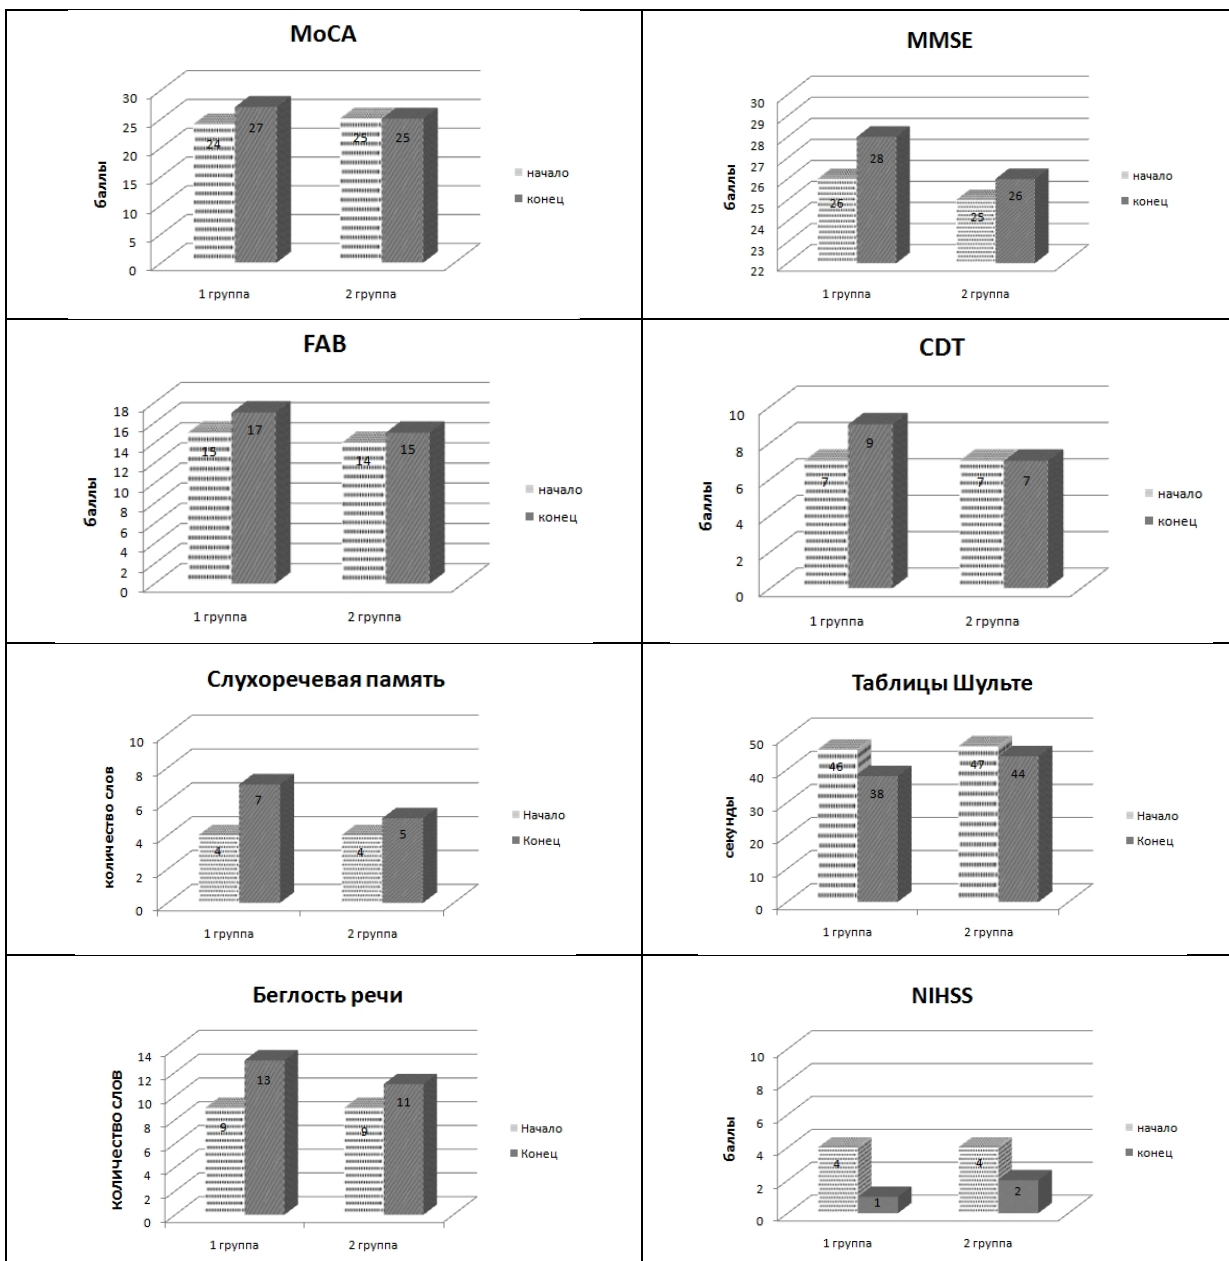 MoCA
баллы
30
25
20
15
10
5
0
24
27
25
25
1 группа
2 группа
начало
конец
MMSE
баллы
30
29
28
27
26
25
24
23
22
26
28
25
26
1 группа
2 группа
начало
конец
FAB
баллы
18
16
14
12
10
8
6
4
2
0
15
17
14
15
1 группа
2 группа
начало
конец
CDT
баллы
10
8
6
4
2
0
7
9
7
7
1 группа
2 группа
начало
конец
Слухоречевая память
количество слов
10
8
6
4
2
0
4
7
4
5
1 группа
2 группа
Начало
Конец
Таблицы Шульте
секунды
50
40
30
20
10
0
46
38
47
44
1 группа
2 группа
Начало
Конец
Беглость речи
количество слов
14
12
10
8
6
4
2
0
9
13
9
11
1 группа
2 группа
Начало
Конец
NIHSS
баллы
10
8
6
4
2
0
4
1
4
2
1 группа
2 группа
начало
конец